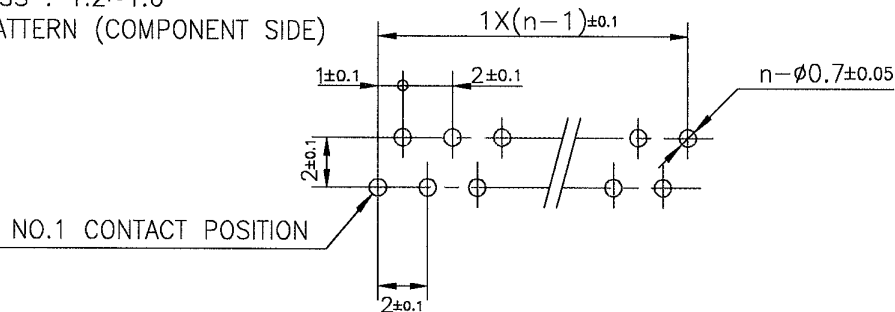 ATTERN (COMPONENT SIDE)
1X(n-1)±0.1
1±0.1
2±0.1
n-ø0.7±0.05
2±0.1
NO.1 CONTACT POSITION
2±0.1